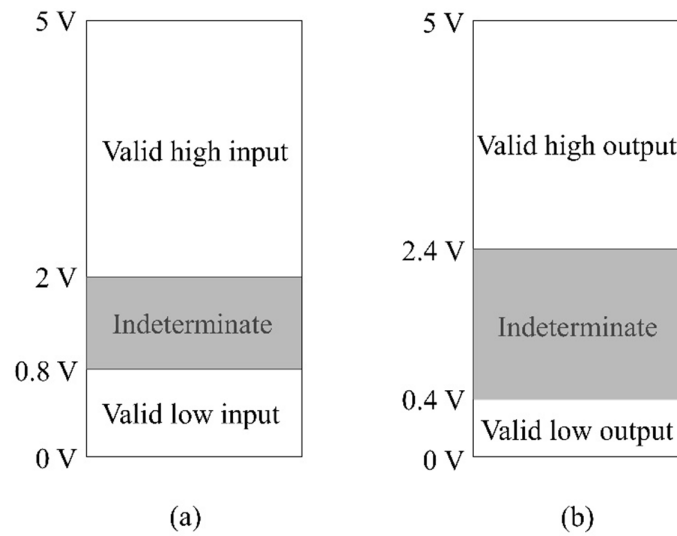 5 V
Valid high input
2 V
Indeterminate
0.8 V
Valid low input
0 V
(a)
5 V
Valid high output
2.4 V
Indeterminate
0.4 V
Valid low output
0 V
(b)